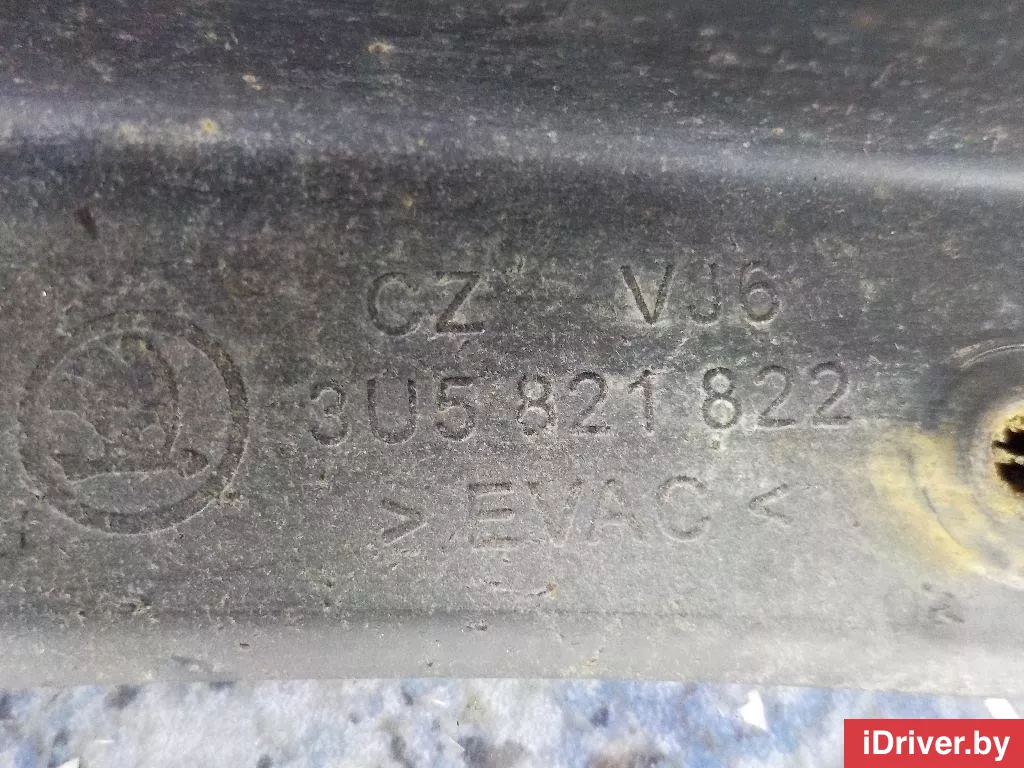 CZ VJ6
3U5 821 822
> EVAC <
iDriver.by